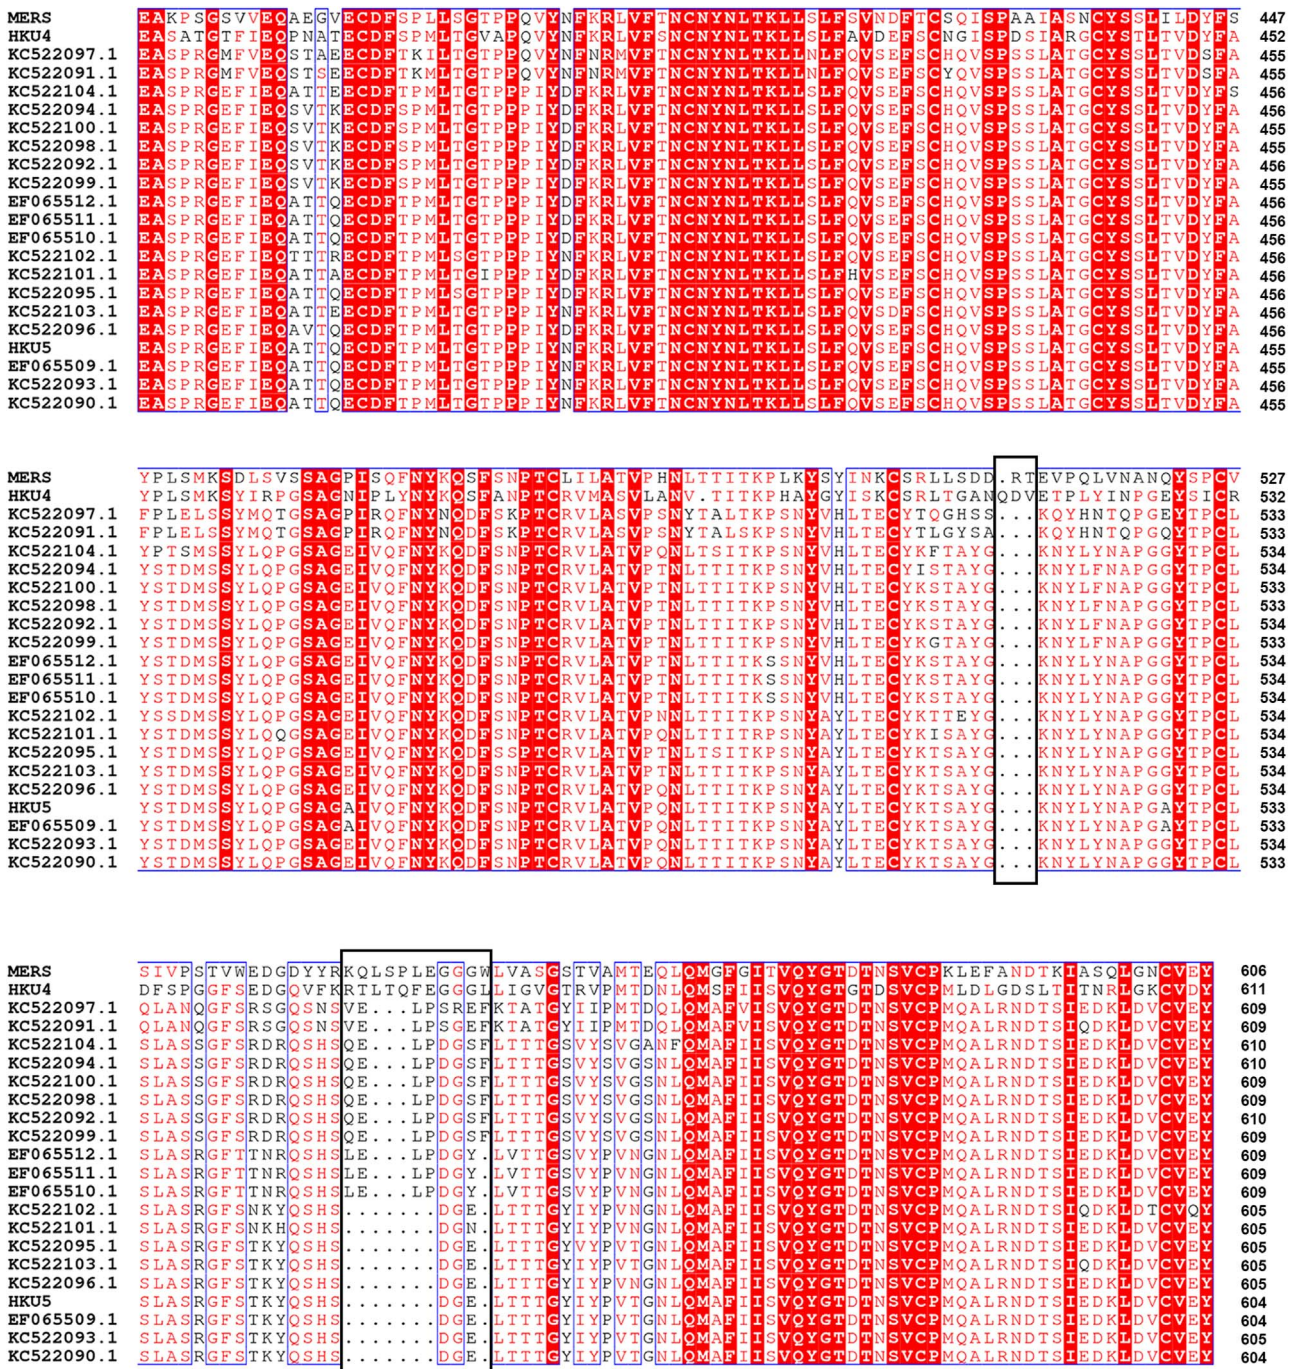 MERS EAKPSGSVVEQAEGVECDFSPLLSGTPPQVYNFKRLVFTNCNYNLTKLLSLFSVNDFTCSQISPAAIASNCYSSLILDYFS 447
HKU4 EASATGTFIEQPNATECDFSPMLTGVAPQVYNFKRLVFSNCNYNLTKLLSLFAVDEFSCNGISPDSIARGCYSTLTVDYFA 452
KC522097.1 EASPRGMFVEQSTAEECDFTKILTGTPPQVYNFNRMVFTNCNYNLTKLLSLFQVSEFSCHQVSPSSLATGCYSSLTVDSFA 455
KC522091.1 EASPRGMFVEQSTSEECDFTKMLTGTPPQVYNFNRMVFTNCNYNLTKLLNLFQVSEFSCYQVSPSSLATGCYSSLTVDSFA 455
KC522104.1 EASPRGEFIEQATTEECDFSPMLTGTPPPIYDFKRLVFTNCNYNLTKLLSLFQVSEFSCHQVSPSSLATGCYSSLTVDYFS 456
KC522094.1 EASPRGEFIEQSVTKECDFSPMLTGTPPPIYDFKRLVFTNCNYNLTKLLSLFQVSEFSCHQVSPSSLATGCYSSLTVDYFA 456
KC522100.1 EASPRGEFIEQSVTKECDFSPMLTGTPPPIYDFKRLVFTNCNYNLTKLLSLFQVSEFSCHQVSPSSLATGCYSSLTVDYFA 455
KC522098.1 EASPRGEFIEQSVTKECDFSPMLTGTPPPIYDFKRLVFTNCNYNLTKLLSLFQVSEFSCHQVSPSSLATGCYSSLTVDYFA 455
KC522092.1 EASPRGEFIEQSVTKECDFSPMLTGTPPPIYDFKRLVFTNCNYNLTKLLSLFQVSEFSCHQVSPSSLATGCYSSLTVDYFA 456
KC522099.1 EASPRGEFIEQSVTKECDFSPMLTGTPPPIYDFKRLVFTNCNYNLTKLLSLFQVSEFSCHQVSPSSLATGCYSSLTVDYFA 455
EF065512.1 EASPRGEFIEQATTQECDFTPMLTGTPPPIYDFKRLVFTNCNYNLTKLLSLFQVSEFSCHQVSPSSLATGCYSSLTVDYFA 456
EF065511.1 EASPRGEFIEQATTQECDFTPMLTGTPPPIYDFKRLVFTNCNYNLTKLLSLFQVSEFSCHQVSPSSLATGCYSSLTVDYFA 456
EF065510.1 EASPRGEFIEQATTQECDFTPMLTGTPPPIYDFKRLVFTNCNYNLTKLLSLFQVSEFSCHQVSPSSLATGCYSSLTVDYFA 456
KC522102.1 EASPRGEFIEQTTTRECDFTPMLTGTPPPIYNFKRLVFTNCNYNLTKLLSLFQVSEFSCHQVSPSSLATGCYSSLTVDYFA 456
KC522101.1 EASPRGEFIEQATTAECDFTPMLTGIPPPIYDFKRLVFTNCNYNLTKLLSLFHVSEFSCHQVSPSSLATGCYSSLTVDYFA 456
KC522095.1 EASPRGEFIEQATTQECDFTPMLSGTPPPIYDFKRLVFTNCNYNLTKLLSLFQVSEFSCHQVSPSSLATGCYSSLTVDYFA 456
KC522103.1 EASPRGEFIEQATTECDFTPMLSGTPPPIYDFKRLVFTNCNYNLTKLLSLFQVSDFSCHQVSPSSLATGCYSSLTVDYFA 456
KC522096.1 EASPRGEFIEQAVTQECDFTPMLTGTPPPIYDFKRLVFTNCNYNLTKLLSLFQVSEFSCHQVSPSSLATGCYSSLTVDYFA 456
HKU5 EASPRGEFIEQATTQECDFTPMLTGTPPPIYNFKRLVFTNCNYNLTKLLSLFQVSEFSCHQVSPSSLATGCYSSLTVDYFA 455
EF065509.1 EASPRGEFIEQATTQECDFTPMLTGTPPPIYNFKRLVFTNCNYNLTKLLSLFQVSEFSCHQVSPSSLATGCYSSLTVDYFA 455
KC522093.1 EASPRGEFIEQATTQECDFTPMLTGTPPPIYNFKRLVFTNCNYNLTKLLSLFQVSEFSCHQVSPSSLATGCYSSLTVDYFA 456
KC522090.1 EASPRGEFIEQATTQECDFTPMLTGTPPPIYNFKRLVFTNCNYNLTKLLSLFQVSEFSCHQVSPSSLATGCYSSLTVDYFA 455
MERS YPLSMKSDLSVSSAGPISQFNYKQSFSNPTCLILATVPHNLTTITKPLKYSYINKCSRLLSDD.RTEVPQLVNANQYSPCV 527
HKU4 YPLSMKSYIRPGSAGNIPLYNYKQSFANPTCRVMASVLANV.TITKPHAYGYISKCSRLTGANQDVETPLYINPGEYSICR 532
KC522097.1 FPLELSSYMQTGSAGPIRQFNYNQDFSKPTCRVLATVPSNYTALTKPSNYVHLTECYTQGHSS...KQYHNTQPGEYTPCL 533
KC522091.1 FPLELSSYMQTGSAGPIRQFNYNQDFSKPTCRVLATVPSNYTALSKPSNYVHLTECYTLGYSA...KQYHNTQPGQYTPCL 533
KC522104.1 YPTSMSSYLQPGSAGEIVQFNYKQDFSNPTCRVLATVPQNLTSITKPSNYVHLTECYKFTAYG...KNYLYNAPGGYTPCL 534
KC522094.1 YSTDMSSYLQPGSAGEIVQFNYKQDFSNPTCRVLATVPTNLTTITKPSNYVHLTECYISTAYG...KNYLFNAPGGYTPCL 534
KC522100.1 YSTDMSSYLQPGSAGEIVQFNYKQDFSNPTCRVLATVPTNLTTITKPSNYVHLTECYKSTAYG...KNYLFNAPGGYTPCL 533
KC522098.1 YSTDMSSYLQPGSAGEIVQFNYKQDFSNPTCRVLATVPTNLTTITKPSNYVHLTECYKSTAYG...KNYLFNAPGGYTPCL 533
KC522092.1 YSTDMSSYLQPGSAGEIVQFNYKQDFSNPTCRVLATVPTNLTTITKPSNYVHLTECYKSTAYG...KNYLFNAPGGYTPCL 534
KC522099.1 YSTDMSSYLQPGSAGEIVQFNYKQDFSNPTCRVLATVPTNLTTITKPSNYVHLTECYKGTAYG...KNYLFNAPGGYTPCL 533
EF065512.1 YSTDMSSYLQPGSAGEIVQFNYKQDFSNPTCRVLATVPTNLTTITKSSNYVHLTECYKSTAYG...KNYLYNAPGGYTPCL 534
EF065511.1 YSTDMSSYLQPGSAGEIVQFNYKQDFSNPTCRVLATVPTNLTTITKSSNYVHLTECYKSTAYG...KNYLYNAPGGYTPCL 534
EF065510.1 YSTDMSSYLQPGSAGEIVQFNYKQDFSNPTCRVLATVPTNLTTITKSSNYVHLTECYKSTAYG...KNYLYNAPGGYTPCL 534
KC522102.1 YSSDMSSYLQPGSAGEIVQFNYKQDFSNPTCRVLATVPNNLTTITKPSNYAYLTECYKTTEYG...KNYLYNAPGGYTPCL 534
KC522101.1 YSTDMSSYLQQGSAGEIVQFNYKQDFSNPTCRVLATVPQNLTTITRPSNYAYLTECYKISAYG...KNYLYNAPGGYTPCL 534
KC522095.1 YSTDMSSYLQPGSAGEIVQFNYKQDFSSPTCRVLATVPTNLTSITKPSNYAYLTECYKTSAYG...KNYLYNAPGGYTPCL 534
KC522103.1 YSTDMSSYLQPGSAGEIVQFNYKQDFSNPTCRVLATVPTNLTTITKPSNYAYLTECYKTSAYG...KNYLYNAPGGYTPCL 534
KC522096.1 YSTDMSSYLQPGSAGEIVQFNYKQDFSNPTCRVLATVPQNLTTITKPSNYAYLTECYKTSAYG...KNYLYNAPGGYTPCL 534
HKU5 YSTDMSSYLQPGSAGAIVQFNYKQDFSNPTCRVLATVPQNLTTITKPSNYAYLTECYKTSAYG...KNYLYNAPGAYTPCL 533
EF065509.1 YSTDMSSYLQPGSAGAIVQFNYKQDFSNPTCRVLATVPQNLTTITKPSNYAYLTECYKTSAYG...KNYLYNAPGAYTPCL 533
KC522093.1 YSTDMSSYLQPGSAGEIVQFNYKQDFSNPTCRVLATVPQNLTTITKPSNYAYLTECYKTSAYG...KNYLYNAPGGYTPCL 534
KC522090.1 YSTDMSSYLQPGSAGEIVQFNYKQDFSNPTCRVLATVPQNLTTITKPSNYAYLTECYKTSAYG...KNYLYNAPGGYTPCL 533
MERS SIVPSTVWEDGDYYRKQLSPLEGGGWLVASGSTVAMTEQLQMGFGITVQYGTDTNSVCPKLEFANDTKIASQLGNCVEY 606
HKU4 DFSPGGFSEDGQVFKRTLTQFEGGGLLIGVGTRVPMTDNLQMSFIISVQYGTGTDSVCPMLDLGDSLTITNRLGKCVDY 611
KC522097.1 QLANQGFSRSGQSNSVE...LPSREFKTATGYIIPMTDNLQMAFVISVQYGTDTNSVCPMQALRNDTSIEDKLDVCVEY 609
KC522091.1 QLANQGFSRSGQSNSVE...LPSGEFKTATGYIIPMTDQLQMAFVISVQYGTDTNSVCPMQALRNDTSIQDKLDVCVEY 609
KC522104.1 SLASSGFSRDRQSHSQE...LPDGSFLTTTGSVYSVGANFQMAFIISVQYGTDTNSVCPMQALRNDTSIEDKLDVCVEY 610
KC522094.1 SLASSGFSRDRQSHSQE...LPDGSFLTTTGSVYSVGSNLQMAFIISVQYGTDTNSVCPMQALRNDTSIEDKLDVCVEY 610
KC522100.1 SLASSGFSRDRQSHSQE...LPDGSFLTTTGSVYSVGSNLQMAFIISVQYGTDTNSVCPMQALRNDTSIEDKLDVCVEY 609
KC522098.1 SLASSGFSRDRQSHSQE...LPDGSFLTTTGSVYSVGSNLQMAFIISVQYGTDTNSVCPMQALRNDTSIEDKLDVCVEY 609
KC522092.1 SLASSGFSRDRQSHSQE...LPDGSFLTTTGSVYSVGSNLQMAFIISVQYGTDTNSVCPMQALRNDTSIEDKLDVCVEY 610
KC522099.1 SLASSGFSRDRQSHSQE...LPDGSFLTTTGSVYSVGSNLQMAFIISVQYGTDTNSVCPMQALRNDTSIEDKLDVCVEY 609
EF065512.1 SLASRGFTTNRQSHSLE...LPDGY.LVTTGSVYPVNGNLQMAFIISVQYGTDTNSVCPMQALRNDTSIEDKLDVCVEY 609
EF065511.1 SLASRGFTTNRQSHSLE...LPDGY.LVTTGSVYPVNGNLQMAFIISVQYGTDTNSVCPMQALRNDTSIEDKLDVCVEY 609
EF065510.1 SLASRGFTTNRQSHSLE...LPDGY.LVTTGSVYPVNGNLQMAFIISVQYGTDTNSVCPMQALRNDTSIEDKLDVCVEY 609
KC522102.1 SLASRGFSNKYQSHS.......DGE.LTTTGYIYPVTGNLQMAFIISVQYGTDTNSVCPMQALRNDTSIQDKLDTCVQY 605
KC522101.1 SLASRGFSNKHQSHS.......DGN.LTTTGYIYPVNGNLQMAFIISVQYGTDTNSVCPMQALRNDTSIEDKLDVCVEY 605
KC522095.1 SLASRGFSTKYQSHS.......DGE.LTTTGYVYPVTGNLQMAFIISVQYGTDTNSVCPMQALRNDTSIEDKLDVCVEY 605
KC522103.1 SLASRGFSTKYQSHS.......DGE.LTTTGYIYPVTGNLQMAFIISVQYGTDTNSVCPMQALRNDTSIQDKLDVCVEY 605
KC522096.1 SLASRGFSTKYQSHS.......DGE.LTTTGYIYPVNGNLQMAFIISVQYGTDTNSVCPMQALRNDTSIEDKLDVCVEY 605
HKU5 SLASRGFSTKYQSHS.......DGE.LTTTGYIYPVTGNLQMAFIISVQYGTDTNSVCPMQALRNDTSIEDKLDVCVEY 604
EF065509.1 SLASRGFSTKYQSHS.......DGE.LTTTGYIYPVTGNLQMAFIISVQYGTDTNSVCPMQALRNDTSIEDKLDVCVEY 604
KC522093.1 SLASRGFSTKYQSHS.......DGE.LTTTGYIYPVTGNLQMAFIISVQYGTDTNSVCPMQALRNDTSIEDKLDVCVEY 605
KC522090.1 SLASRGFSTKYQSHS.......DGE.LTTTGYIYPVTGNLQMAFIISVQYGTDTNSVCPMQALRNDTSIEDKLDVCVEY 604